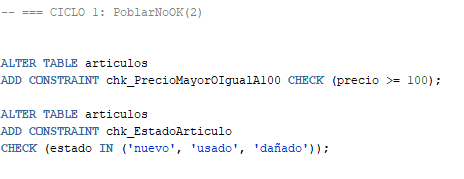 -- === CICLO 1: PoblarNoOK(2)
ALTER TABLE articulos
ADD CONSTRAINT chk_PrecioMayorOIgualA100 CHECK (precio >= 100);
ALTER TABLE articulos
ADD CONSTRAINT chk_EstadoArticulo
CHECK (estado IN ('nuevo', 'usado', 'dañado'));